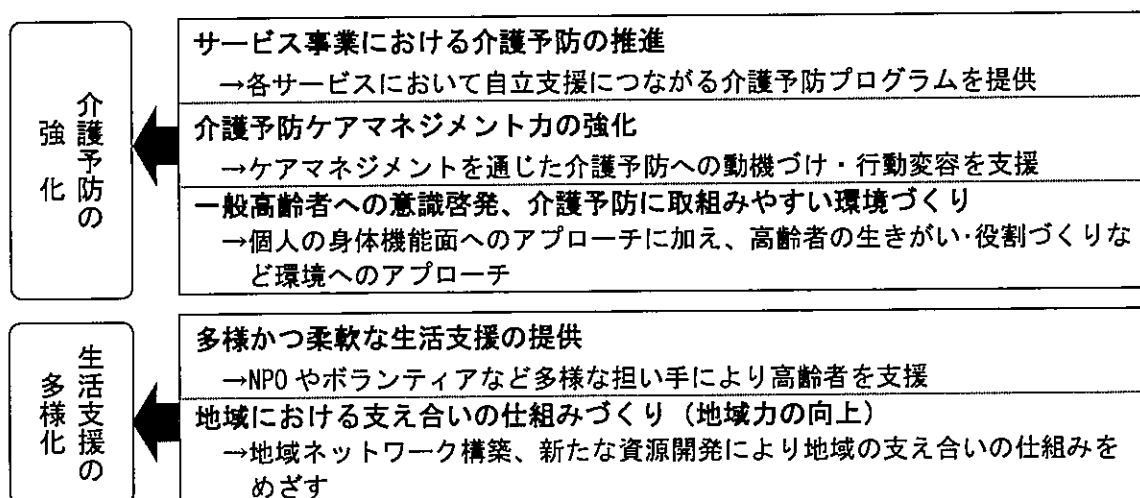 介護予防の
強化
サービス事業における介護予防の推進
→各サービスにおいて自立支援につながる介護予防プログラムを提供
介護予防ケアマネジメント力の強化
→ケアマネジメントを通じた介護予防への動機づけ・行動変容を支援
一般高齢者への意識啓発、介護予防に取組みやすい環境づくり
→個人の身体機能面へのアプローチに加え、高齢者の生きがい・役割づくりな
ど環境へのアプローチ
生活支援の
多様化
多様かつ柔軟な生活支援の提供
→NPOやボランティアなど多様な担い手により高齢者を支援
地域における支え合いの仕組みづくり（地域力の向上）
→地域ネットワーク構築、新たな資源開発により地域の支え合いの仕組みを
めざす